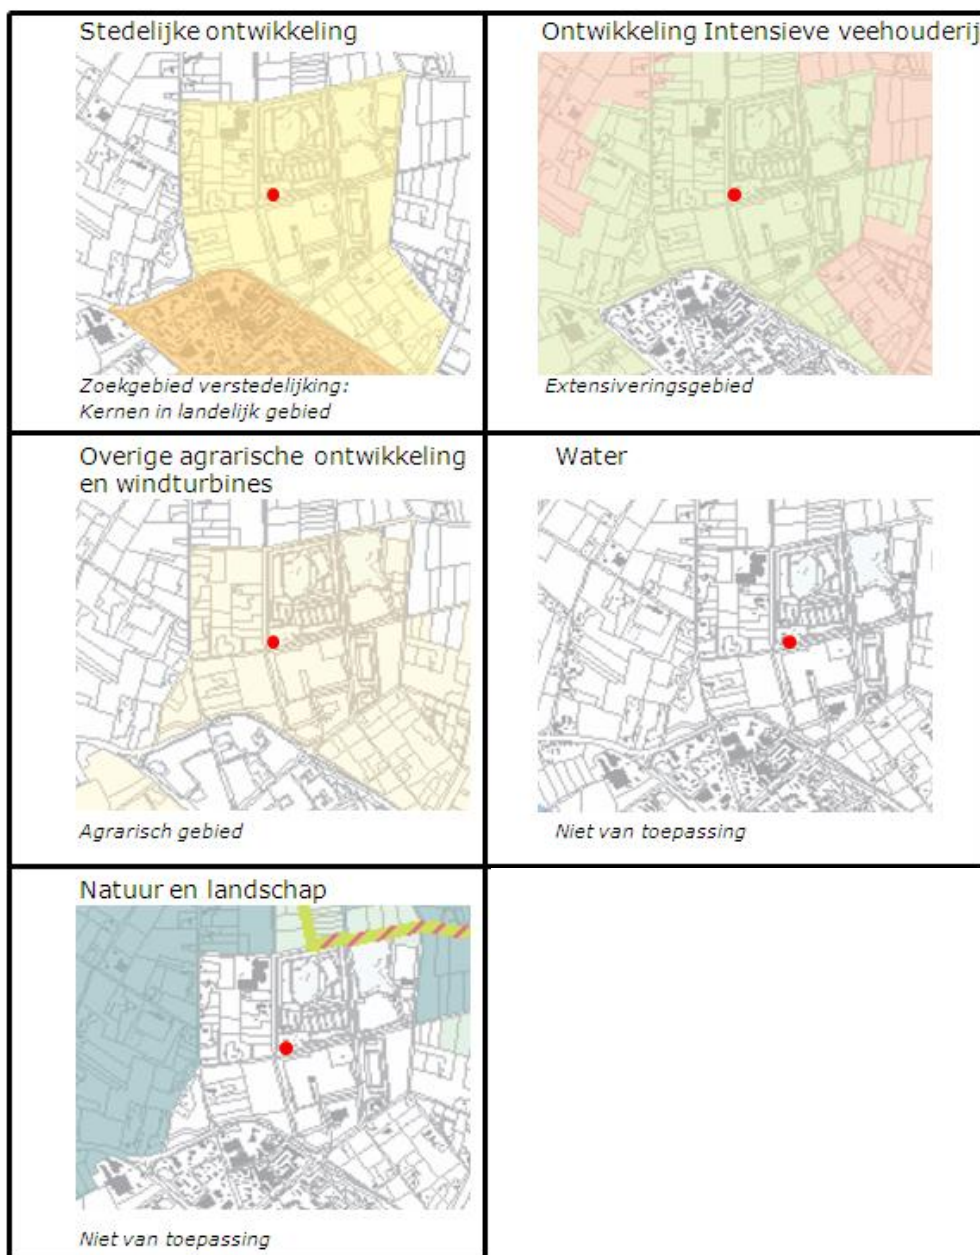 Stedelijke ontwikkeling
Zoekgebied verstedelijking:
Kernen in landelijk gebied
Ontwikkeling Intensieve veehouderij
Extensiveringsgebied
Overige agrarische ontwikkeling
en windturbines
Agrarisch gebied
Water
Niet van toepassing
Natuur en landschap
Niet van toepassing